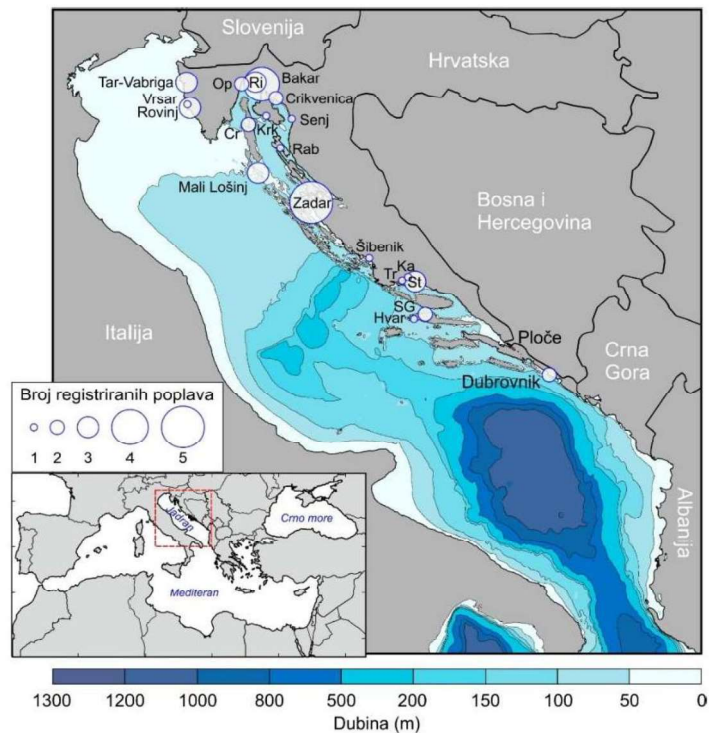 Slovenija
Hrvatska
Tar-Vabriga
Vrsar
Rovinj
Op
Ri
Bakar
Crikvenica
Cr
Krk
Senj
Rab
Mali Lošinj
Zadar
Bosna i
Hercegovina
Šibenik
Ka
Tr
St
SG
Hvar
Italija
Ploče
Dubrovnik
Crna
Gora
Albanija
Broj registriranih poplava
1 2 3 4 5
Jadran
Crno more
Mediteran
1300 1200 1000 800 500 200 150 100 50 0
Dubina (m)